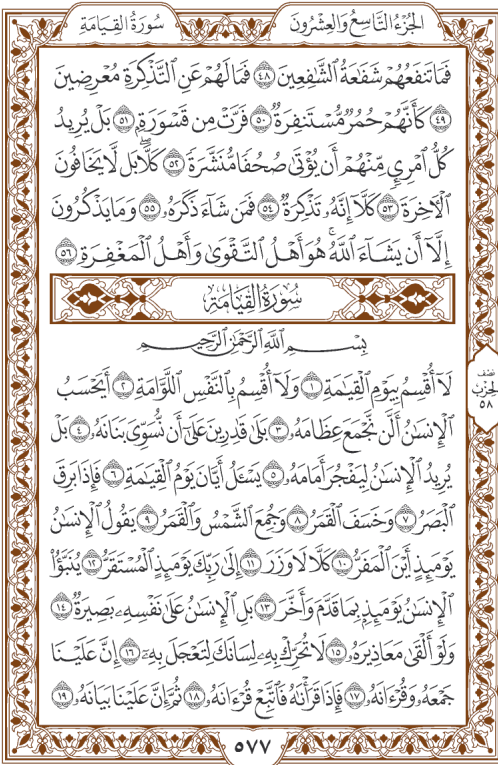 الجُزْءُ التَّاسِعُ وَالعِشْرُونَ
سُورَةُ القِيَامَةِ
فَمَا تَنفَعُهُمْ شَفَٰعَةُ ٱلشَّٰفِعِينَ ٤٨ فَمَا لَهُمْ عَنِ ٱلتَّذْكِرَةِ مُعْرِضِينَ
٤٩ كَأَنَّهُمْ حُمُرٌ مُّسْتَنفِرَةٌ ٥٠ فَرَّتْ مِن قَسْوَرَةٍ ٥١ بَلْ يُرِيدُ
كُلُّ ٱمْرِئٍ مِّنْهُمْ أَن يُؤْتَىٰ صُحُفًا مُّنَشَّرَةً ٥٢ كَلَّا ۖ بَل لَّا يَخَافُونَ
ٱلْأٓخِرَةَ ٥٣ كَلَّآ إِنَّهُۥ تَذْكِرَةٌ ٥٤ فَمَن شَآءَ ذَكَرَهُۥ ٥٥ وَمَا يَذْكُرُونَ
إِلَّآ أَن يَشَآءَ ٱللَّهُ ۚ هُوَ أَهْلُ ٱلتَّقْوَىٰ وَأَهْلُ ٱلْمَغْفِرَةِ ٥٦
سُورَةُ القِيَامَةِ
بِسْمِ ٱللَّهِ ٱلرَّحْمَٰنِ ٱلرَّحِيمِ
لَآ أُقْسِمُ بِيَوْمِ ٱلْقِيَٰمَةِ ١ وَلَآ أُقْسِمُ بِٱلنَّفْسِ ٱللَّوَّامَةِ ٢ أَيَحْسَبُ
ٱلْإِنسَٰنُ أَلَّن نَّجْمَعَ عِظَامَهُۥ ٣ بَلَىٰ قَٰدِرِينَ عَلَىٰٓ أَن نُّسَوِّىَ بَنَانَهُۥ ٤ بَلْ
يُرِيدُ ٱلْإِنسَٰنُ لِيَفْجُرَ أَمَامَهُۥ ٥ يَسْـَٔلُ أَيَّانَ يَوْمُ ٱلْقِيَٰمَةِ ٦ فَإِذَا بَرِقَ
ٱلْبَصَرُ ٧ وَخَسَفَ ٱلْقَمَرُ ٨ وَجُمِعَ ٱلشَّمْسُ وَٱلْقَمَرُ ٩ يَقُولُ ٱلْإِنسَٰنُ
يَوْمَئِذٍ أَيْنَ ٱلْمَفَرُّ ١٠ كَلَّا لَا وَزَرَ ١١ إِلَىٰ رَبِّكَ يَوْمَئِذٍ ٱلْمُسْتَقَرُّ ١٢ يُنَبَّؤُا۟
ٱلْإِنسَٰنُ يَوْمَئِذٍۭ بِمَا قَدَّمَ وَأَخَّرَ ١٣ بَلِ ٱلْإِنسَٰنُ عَلَىٰ نَفْسِهِۦ بَصِيرَةٌ ١٤
وَلَوْ أَلْقَىٰ مَعَاذِيرَهُۥ ١٥ لَا تُحَرِّكْ بِهِۦ لِسَانَكَ لِتَعْجَلَ بِهِۦٓ ١٦ إِنَّ عَلَيْنَا
جَمْعَهُۥ وَقُرْءَانَهُۥ ١٧ فَإِذَا قَرَأْنَٰهُ فَٱتَّبِعْ قُرْءَانَهُۥ ١٨ ثُمَّ إِنَّ عَلَيْنَا بَيَانَهُۥ ١٩
نصف
الحزب
٥٨
٥٧٧